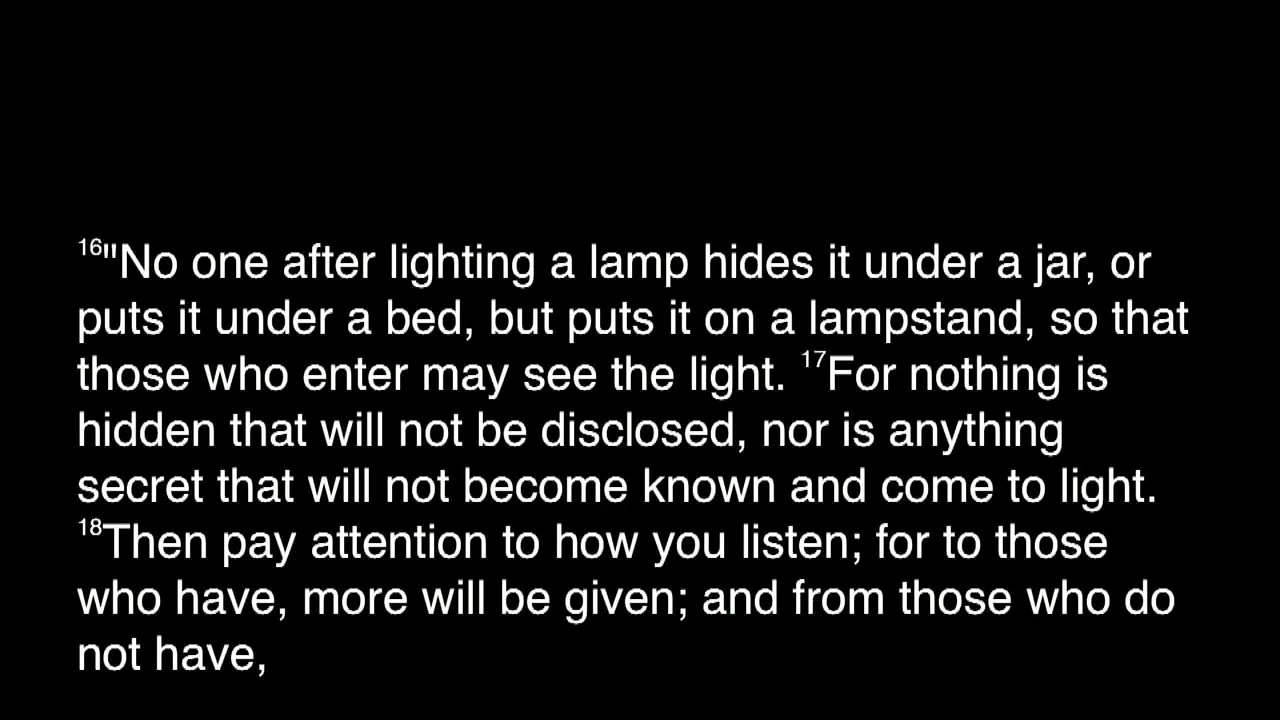 16"No one after lighting a lamp hides it under a jar, or
puts it under a bed, but puts it on a lampstand, so that
those who enter may see the light. 17For nothing is
hidden that will not be disclosed, nor is anything
secret that will not become known and come to light.
18Then pay attention to how you listen; for to those
who have, more will be given; and from those who do
not have,